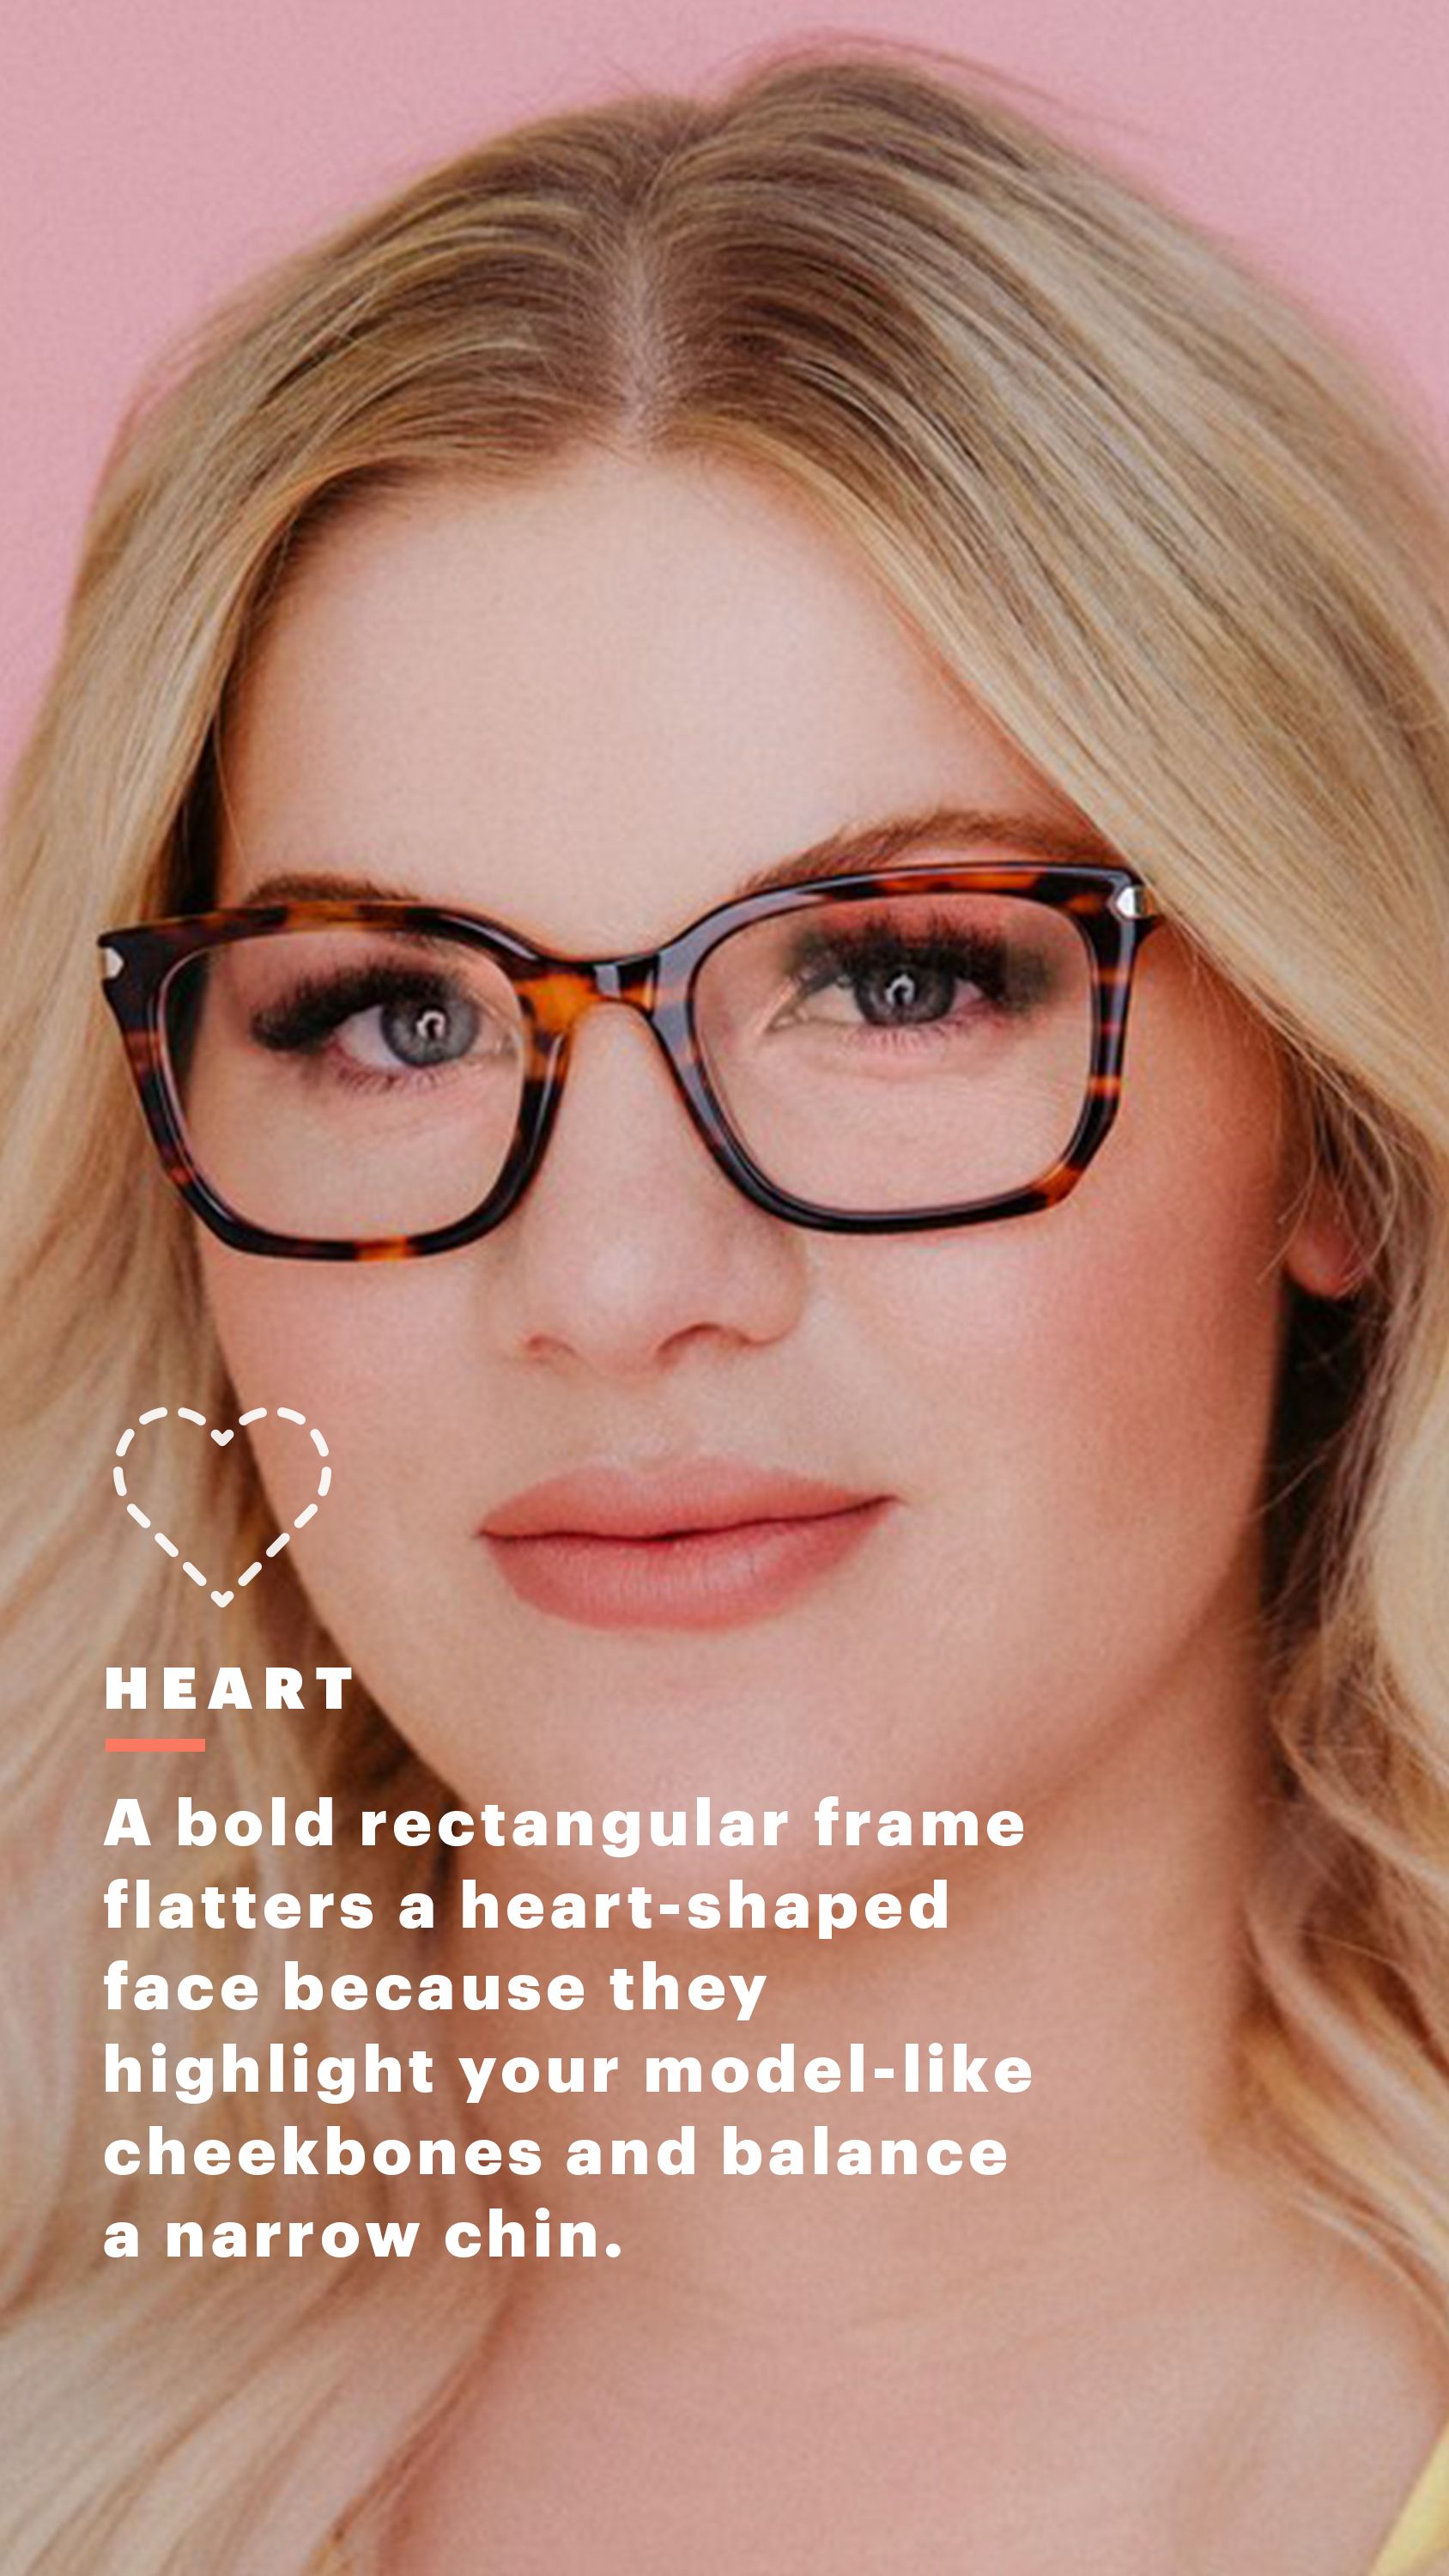 HEART
A bold rectangular frame
flatters a heart-shaped
face because they
highlight your model-like
cheekbones and balance
a narrow chin.